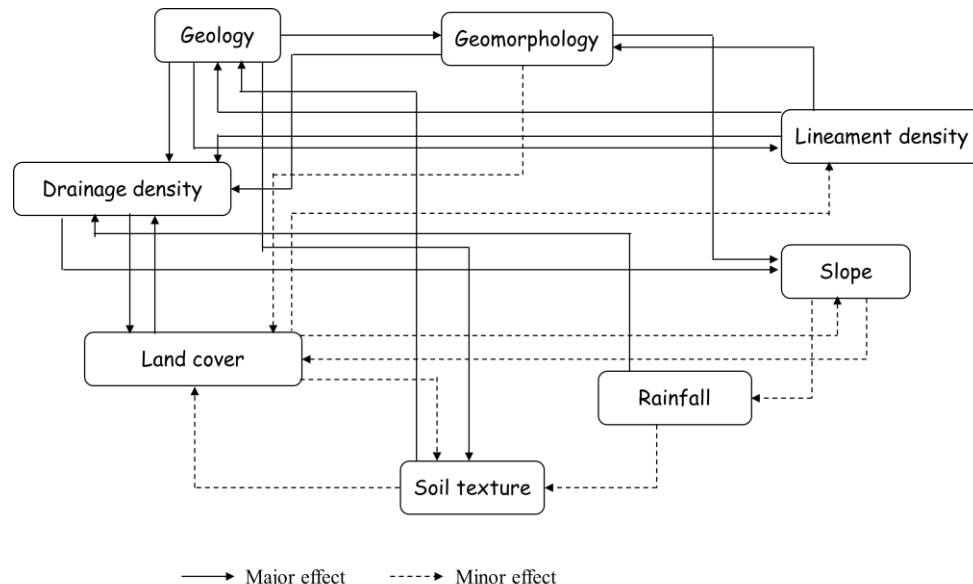 Geology
Geomorphology
Lineament density
Drainage density
Slope
Land cover
Rainfall
Soil texture
Major effect
Minor effect